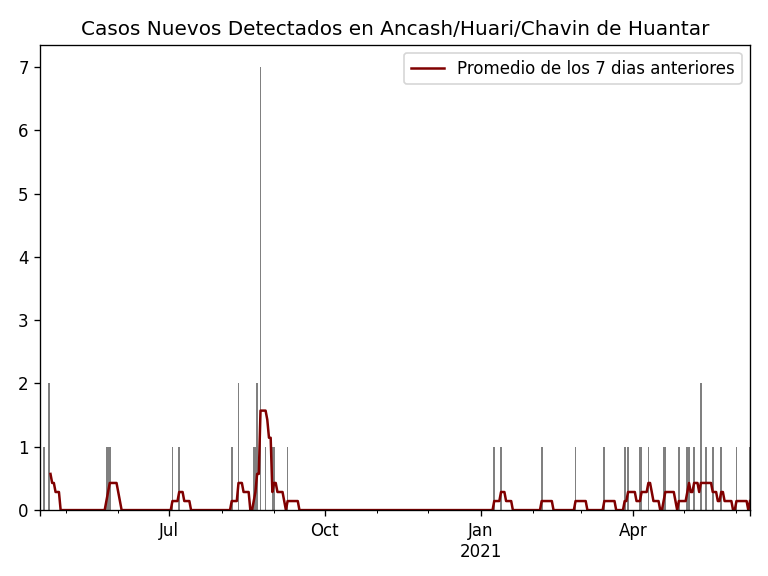 Casos Nuevos Detectados en Ancash/Huari/Chavin de Huantar
Promedio de los 7 dias anteriores
7
6
5
4
3
2
1
0
Jul
Oct
Jan
2021
Apr